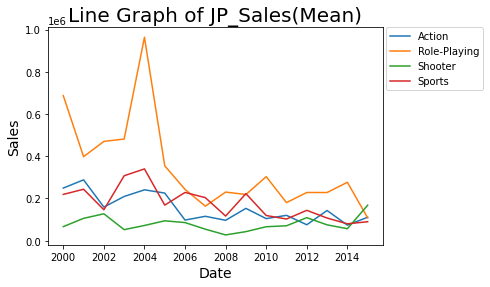 Line Graph of JP_Sales(Mean)
1e6
1.0
0.8
0.6
0.4
0.2
0.0
Sales
2000 2002 2004 2006 2008 2010 2012 2014
Date
Action
Role-Playing
Shooter
Sports